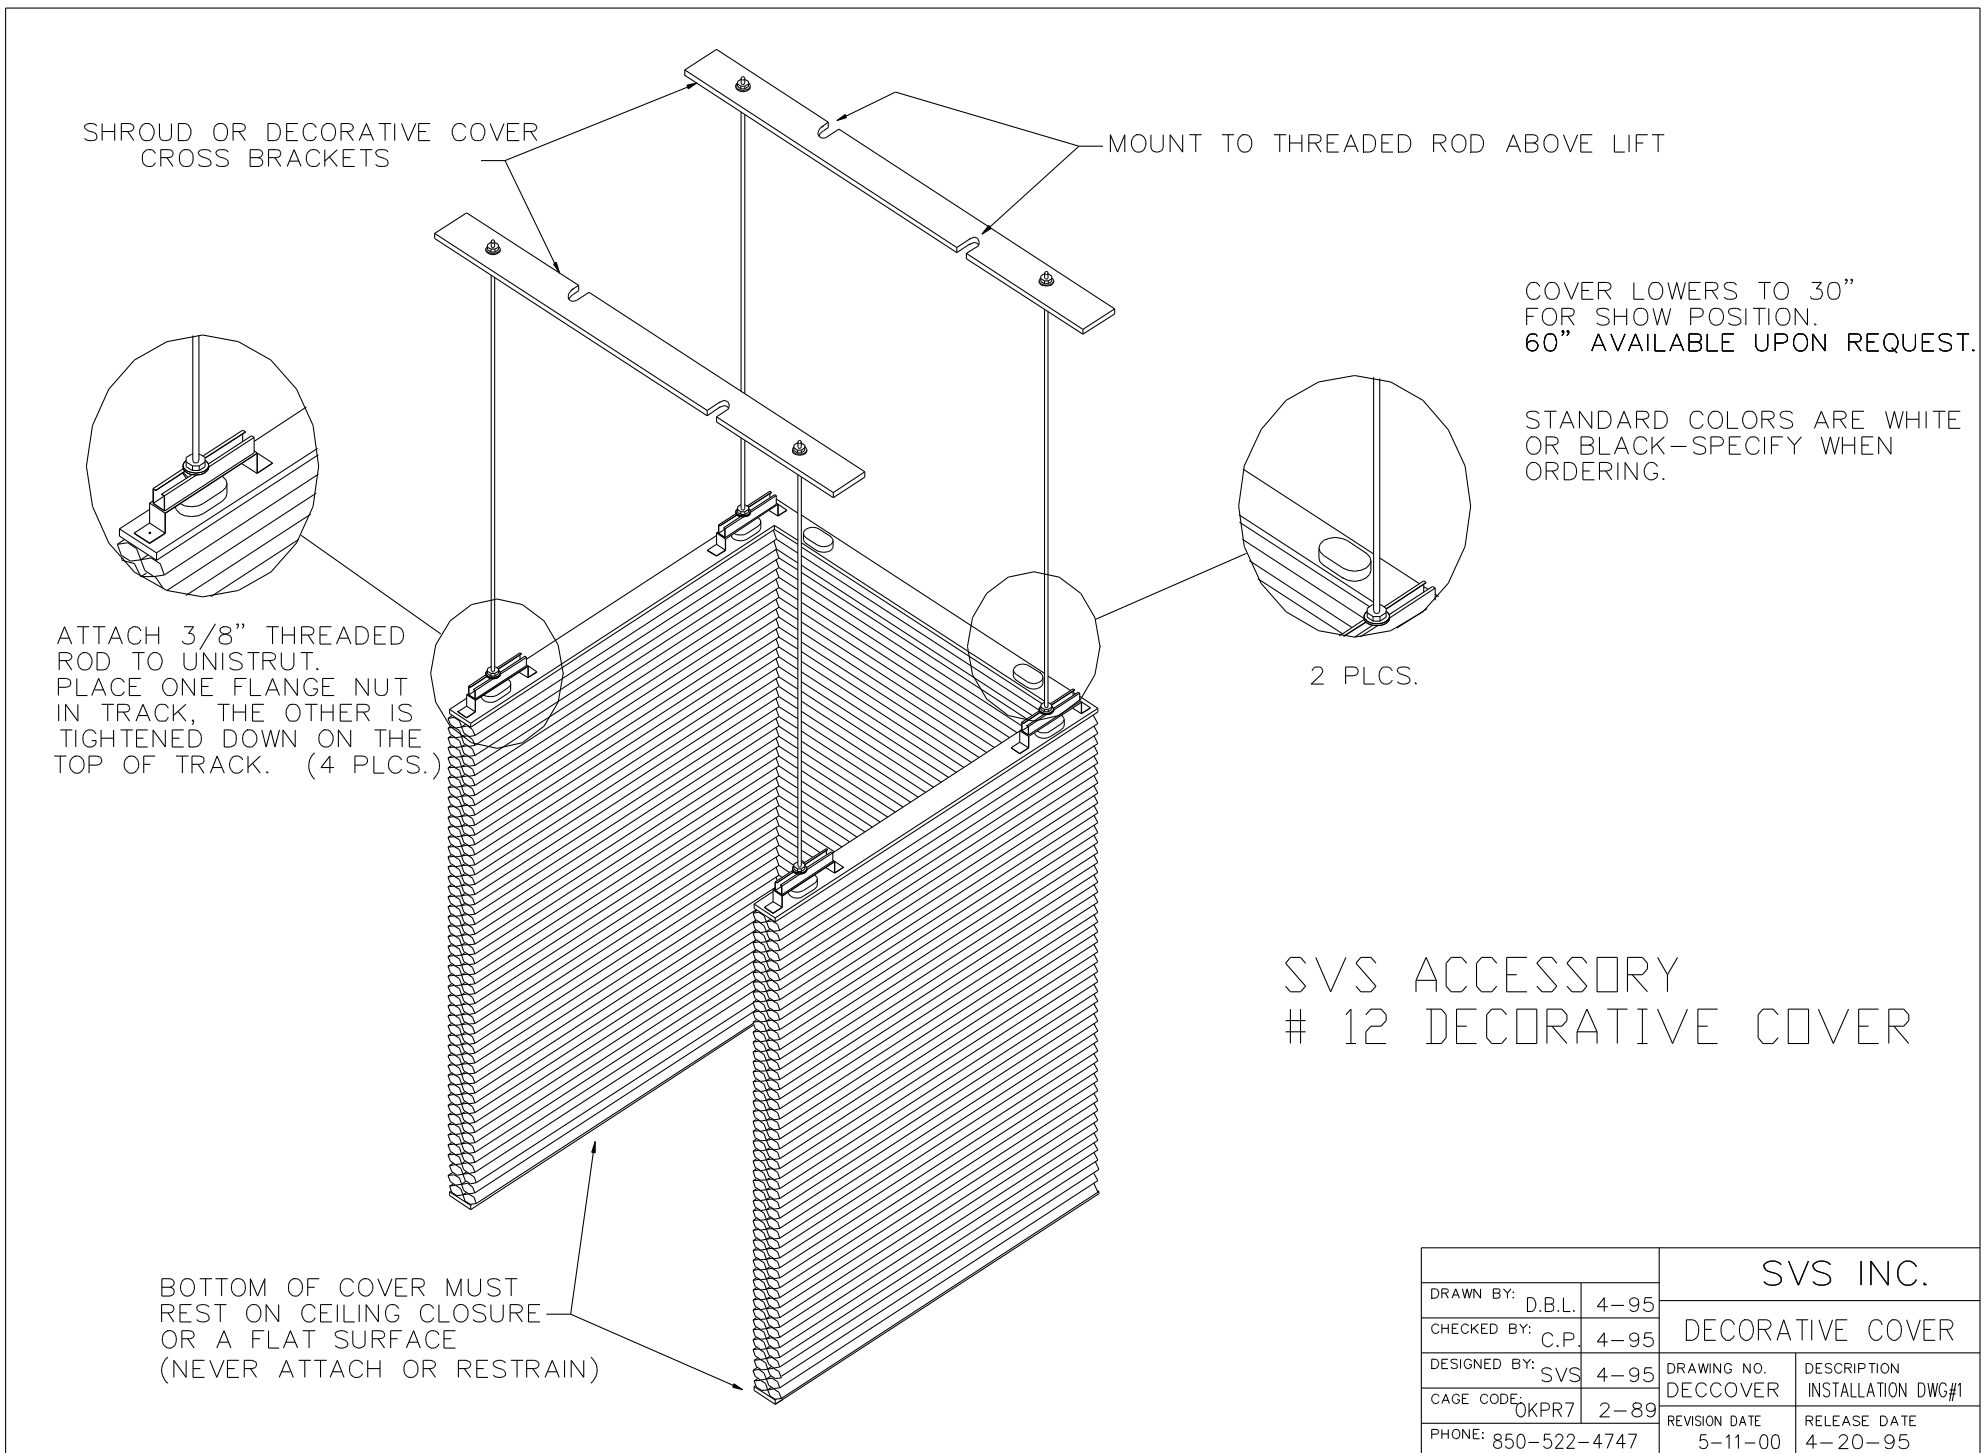 SHROUD OR DECORATIVE COVER
CROSS BRACKETS
MOUNT TO THREADED ROD ABOVE LIFT
COVER LOWERS TO 30”
FOR SHOW POSITION.
60” AVAILABLE UPON REQUEST.
STANDARD COLORS ARE WHITE
OR BLACK–SPECIFY WHEN
ORDERING.
ATTACH 3/8” THREADED
ROD TO UNISTRUT.
PLACE ONE FLANGE NUT
IN TRACK, THE OTHER IS
TIGHTENED DOWN ON THE
TOP OF TRACK. (4 PLCS.)
2 PLCS.
SVS ACCESSORY
# 12 DECORATIVE COVER
BOTTOM OF COVER MUST
REST ON CEILING CLOSURE
OR A FLAT SURFACE
(NEVER ATTACH OR RESTRAIN)
SVS INC.
DRAWN BY: D.B.L. 4–95
CHECKED BY: C.P. 4–95
DECORATIVE COVER
DESIGNED BY: SVS 4–95
DRAWING NO.
DECCOVER
DESCRIPTION
INSTALLATION DWG#1
CAGE CODE: 0KPR7 2–89
REVISION DATE
5–11–00
RELEASE DATE
4–20–95
PHONE: 850–522–4747